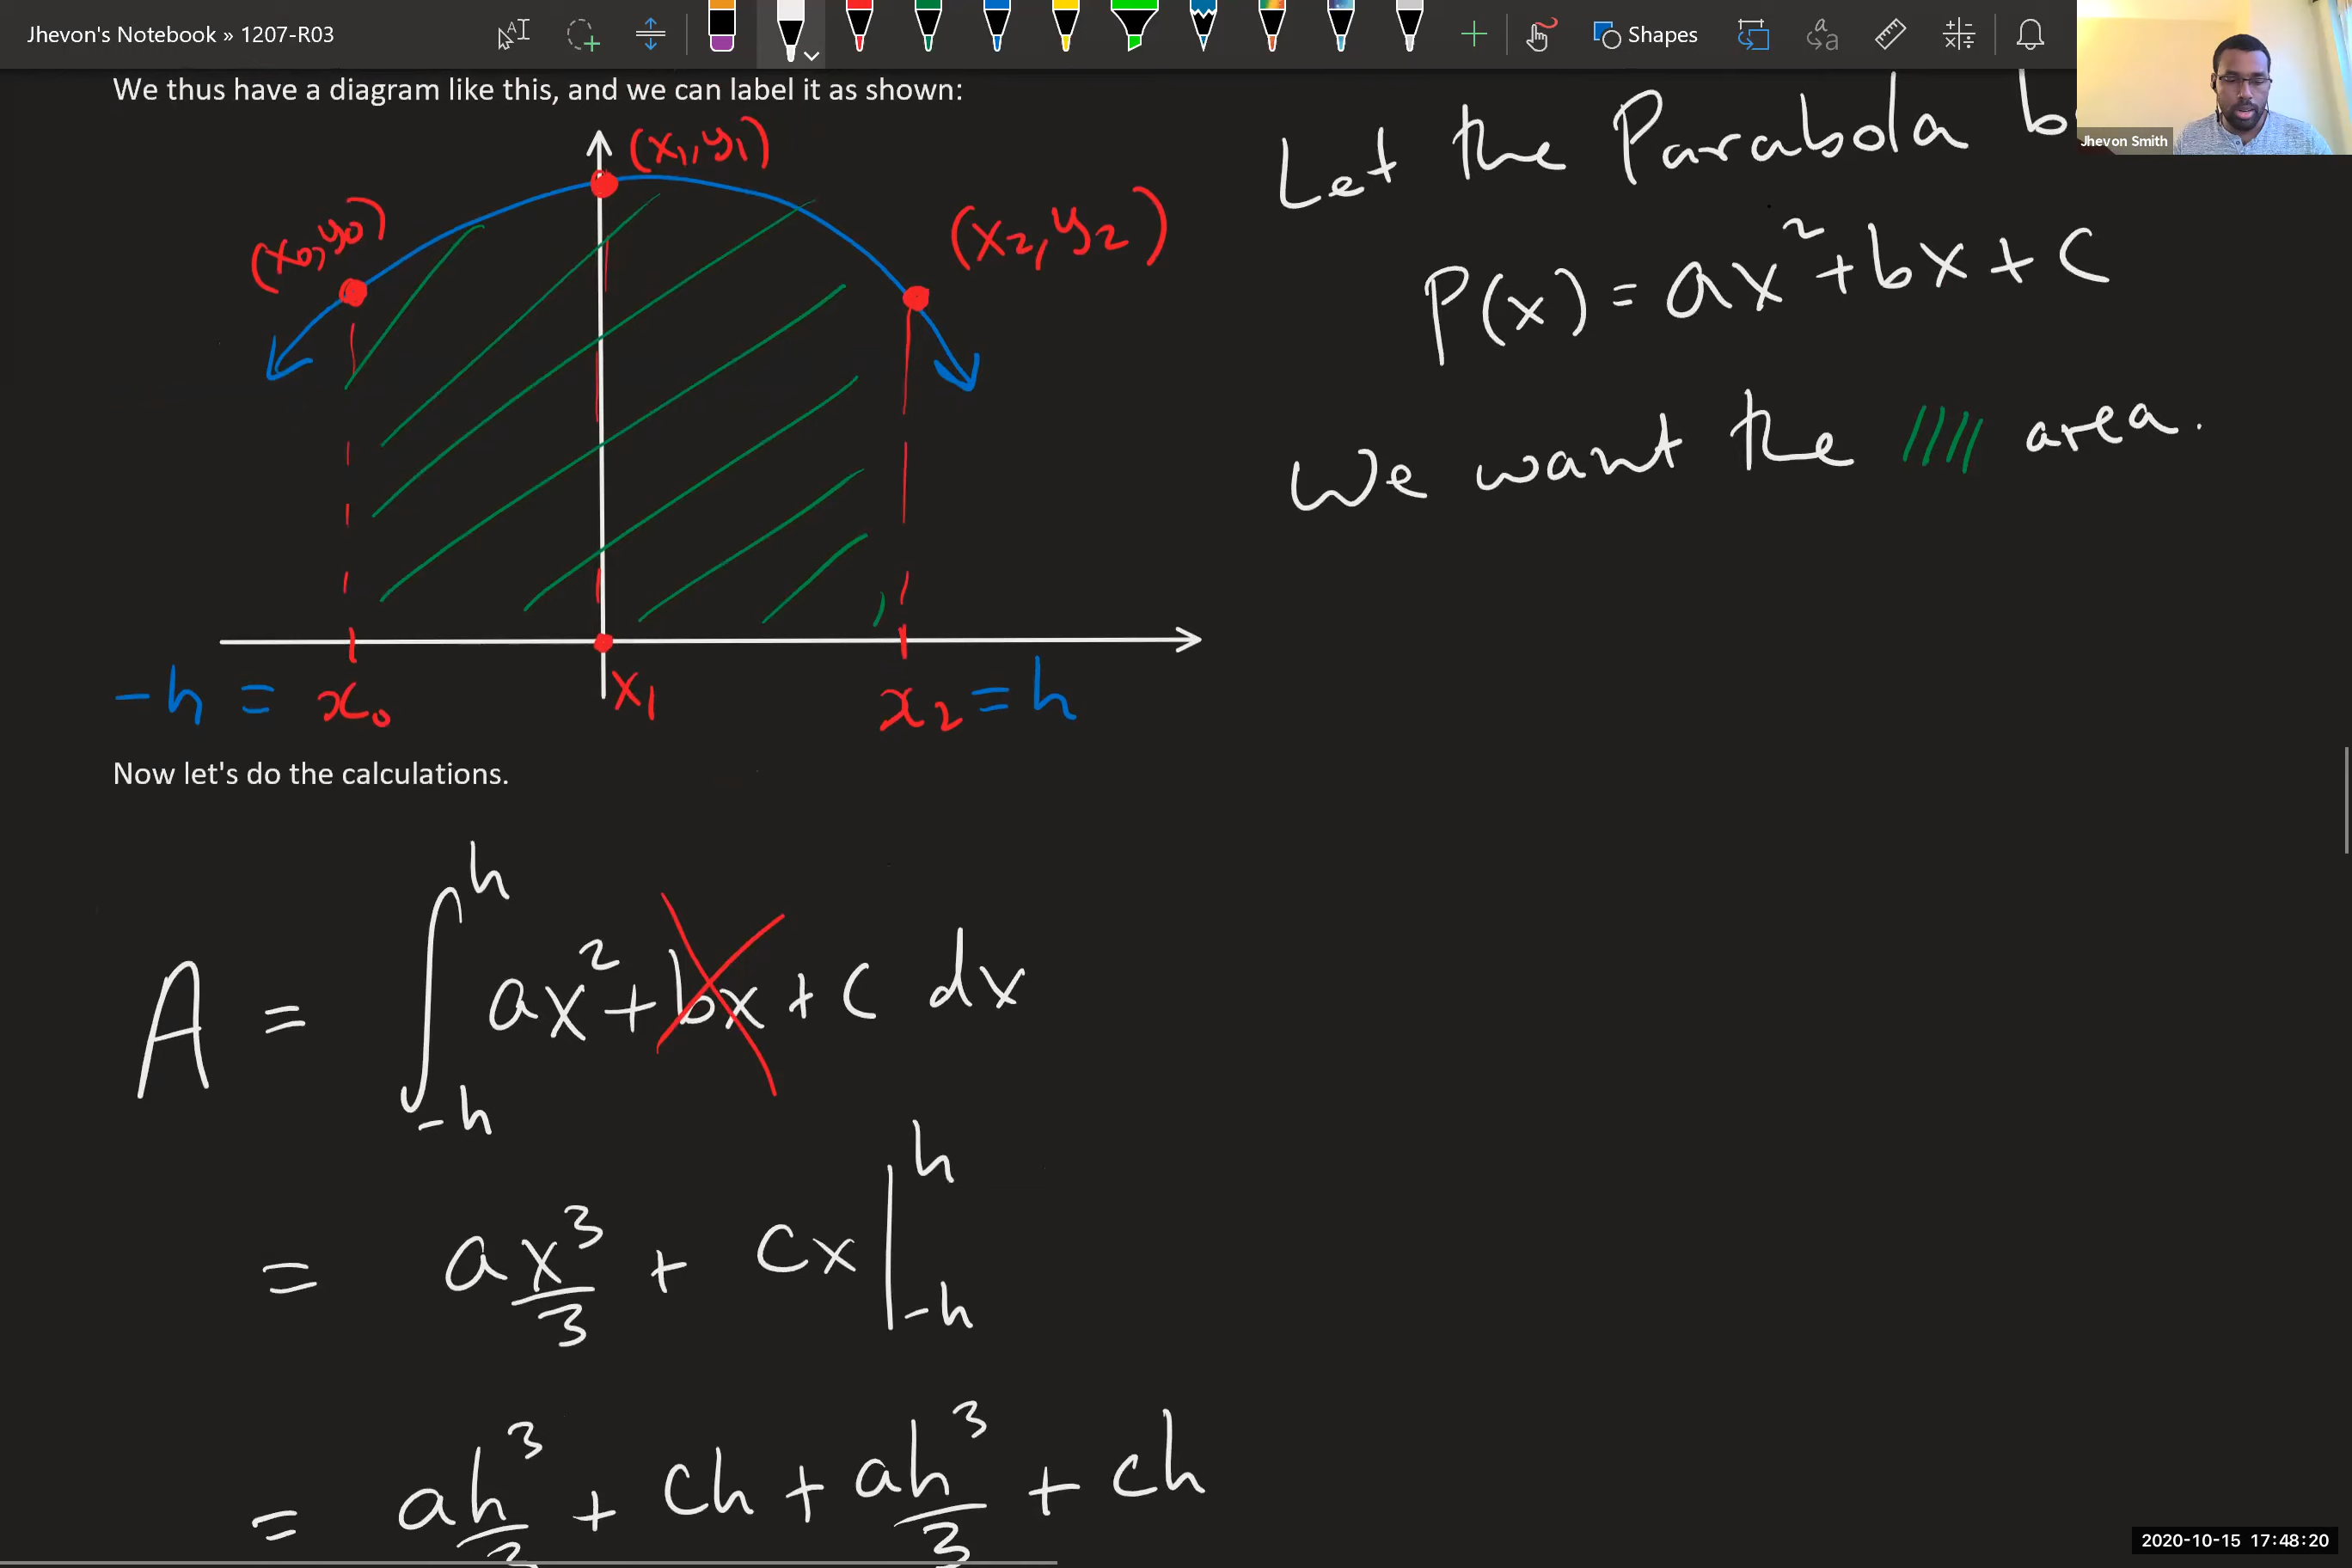 Jhevon's Notebook » 1207-R03
Shapes
Jhevon Smith
We thus have a diagram like this, and we can label it as shown:
(x₀, y₀)
(x₁, y₁)
(x₂, y₂)
-h = x₀
x₁
x₂ = h
Let the Parabola
P(x) = ax² + bx + c
We want the //// area.
Now let's do the calculations.
A = ∫_{-h}^{h} ax² + bx + c dx
= a x³/3 + cx |_{-h}^{h}
= ah³/3 + ch + ah³/3 + ch
2020-10-15 17:48:20